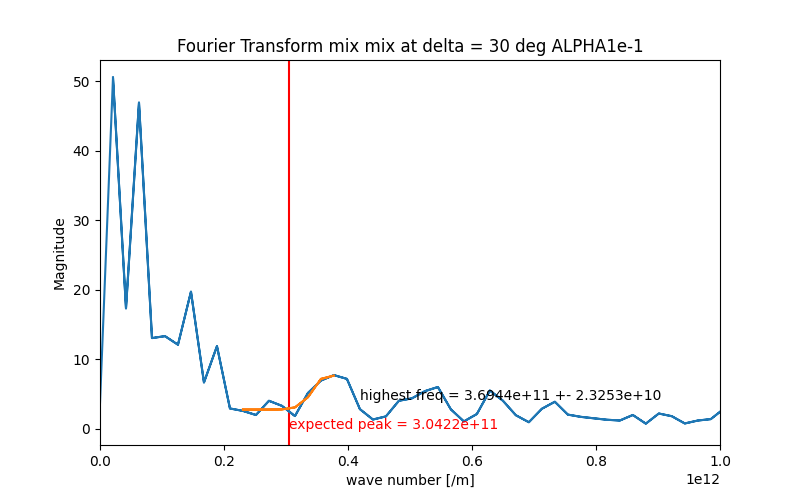 Fourier Transform mix mix at delta = 30 deg ALPHA1e-1
50
40
30
20
10
0
Magnitude
highest freq = 3.6944e+11 +- 2.3253e+10
expected peak = 3.0422e+11
0.0 0.2 0.4 0.6 0.8 1.0
1e12
wave number [/m]